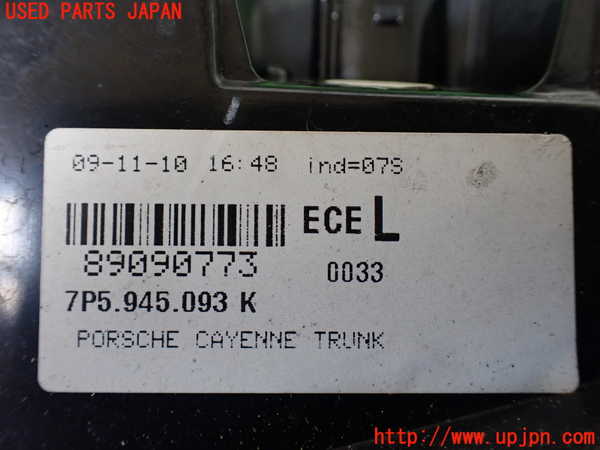 USED PARTS JAPAN
09-11-10 16:48 ind=07S
ECE L
89090773 0033
7P5.945.093 K
PORSCHE CAYENNE TRUNK
http://www.upjpn.com/